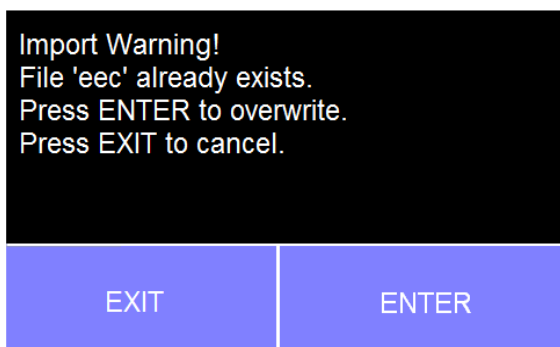 Import Warning!
File 'eec' already exists.
Press ENTER to overwrite.
Press EXIT to cancel.
EXIT
ENTER